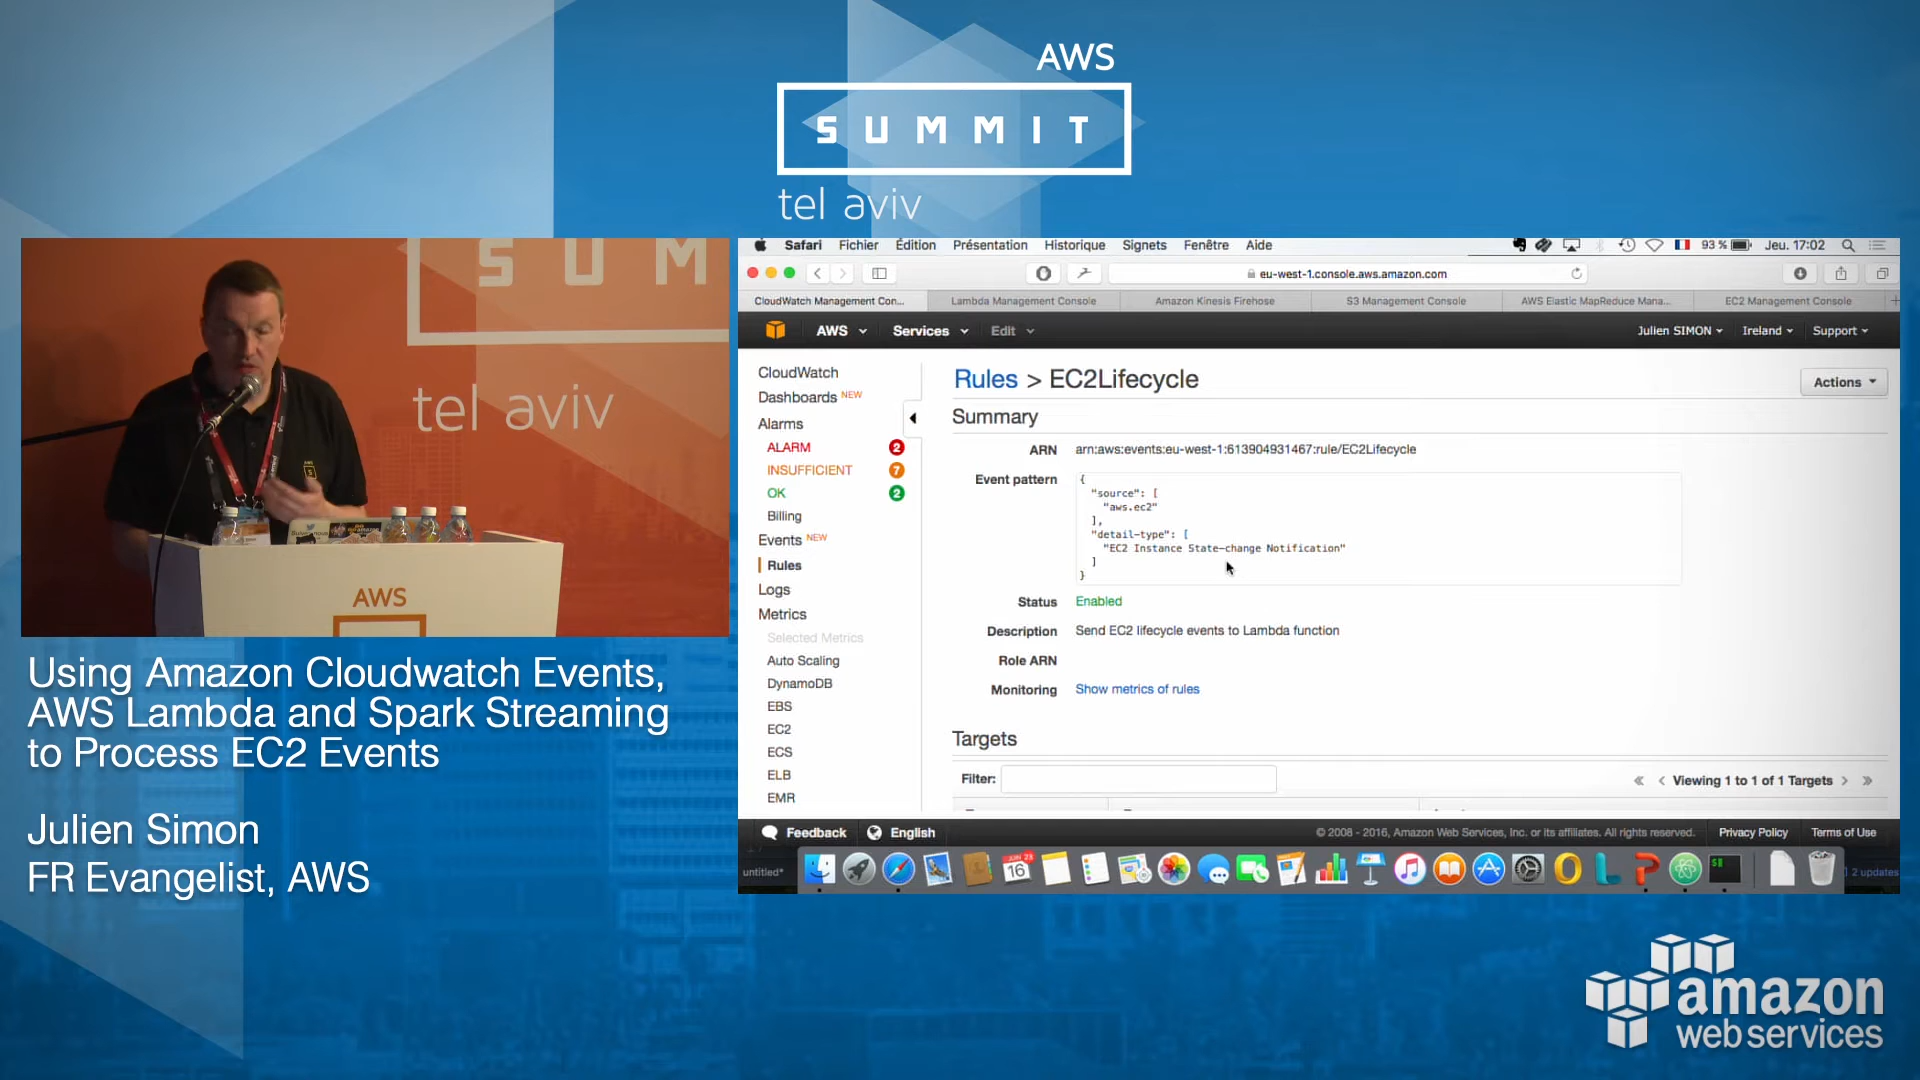 AWS
SUMMIT
tel aviv
SUM
tel aviv
AWS
Using Amazon Cloudwatch Events,
AWS Lambda and Spark Streaming
to Process EC2 Events
Julien Simon
FR Evangelist, AWS
Safari Fichier Édition Présentation Historique Signets Fenêtre Aide 93 % Jeu. 17:02
eu-west-1.console.aws.amazon.com
CloudWatch Management Con... Lambda Management Console Amazon Kinesis Firehose S3 Management Console AWS Elastic MapReduce Mana... EC2 Management Console
AWS Services Edit Julien SIMON Ireland Support
CloudWatch
Dashboards NEW
Alarms
ALARM 2
INSUFFICIENT 7
OK 2
Billing
Events NEW
Rules
Logs
Metrics
Selected Metrics
Auto Scaling
DynamoDB
EBS
EC2
ECS
ELB
EMR
Rules > EC2Lifecycle
Actions
Summary
ARN arn:aws:events:eu-west-1:613904931467:rule/EC2Lifecycle
Event pattern {
"source": [
"aws.ec2"
],
"detail-type": [
"EC2 Instance State-change Notification"
]
}
Status Enabled
Description Send EC2 lifecycle events to Lambda function
Role ARN
Monitoring Show metrics of rules
Targets
Filter: « < Viewing 1 to 1 of 1 Targets > »
Feedback English © 2008 - 2016, Amazon Web Services, Inc. or its affiliates. All rights reserved. Privacy Policy Terms of Use
untitled* 16 2 updates
amazon
web services